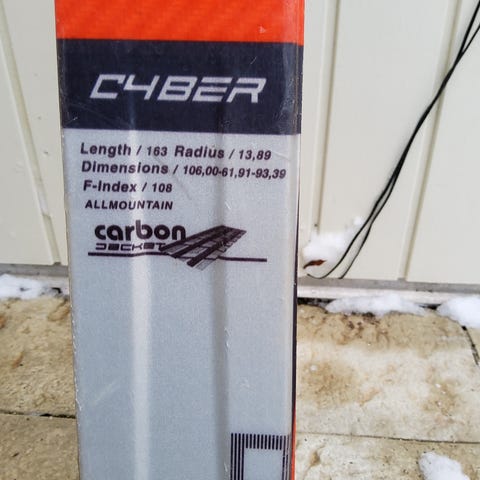 CYBER
Length / 163 Radius / 13,89
Dimensions / 106,00-61,91-93,39
F-Index / 108
ALLMOUNTAIN
carbon
JACKET